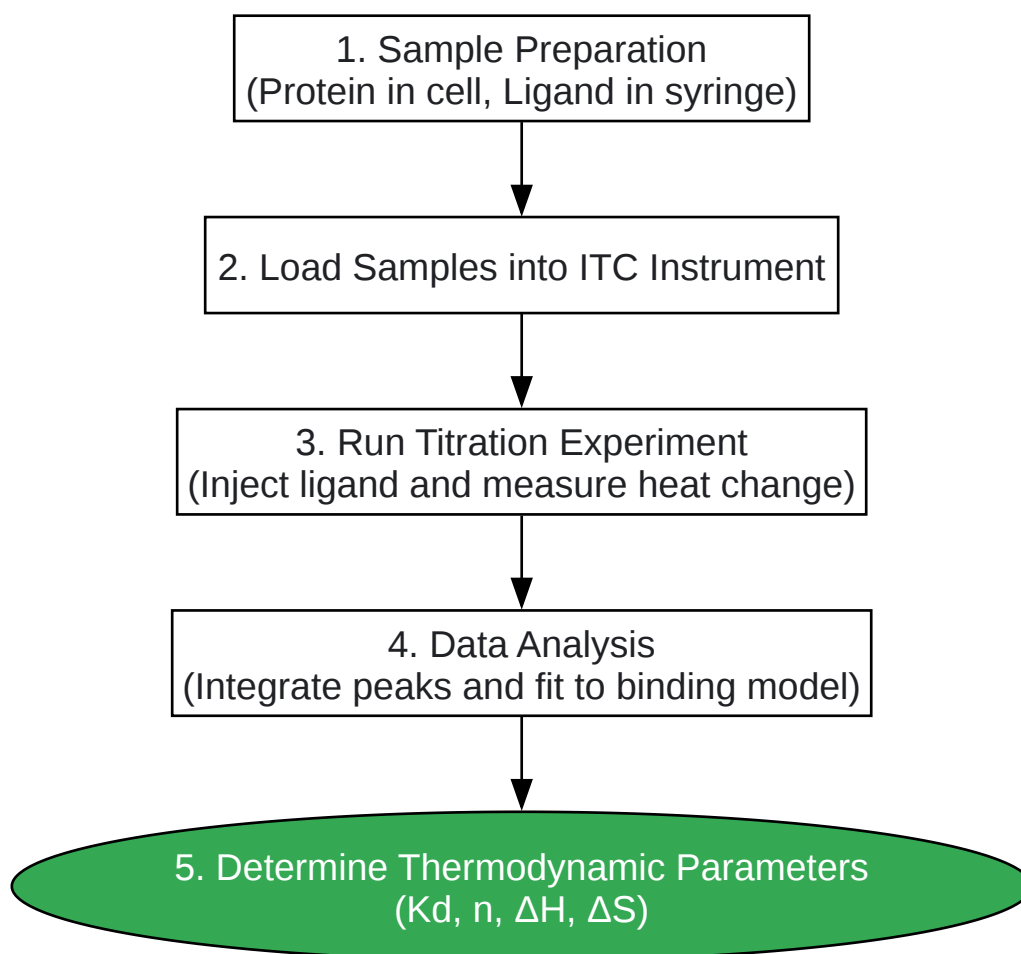 1. Sample Preparation
(Protein in cell, Ligand in syringe)
2. Load Samples into ITC Instrument
3. Run Titration Experiment
(Inject ligand and measure heat change)
4. Data Analysis
(Integrate peaks and fit to binding model)
5. Determine Thermodynamic Parameters
(Kd, n, ΔH, ΔS)